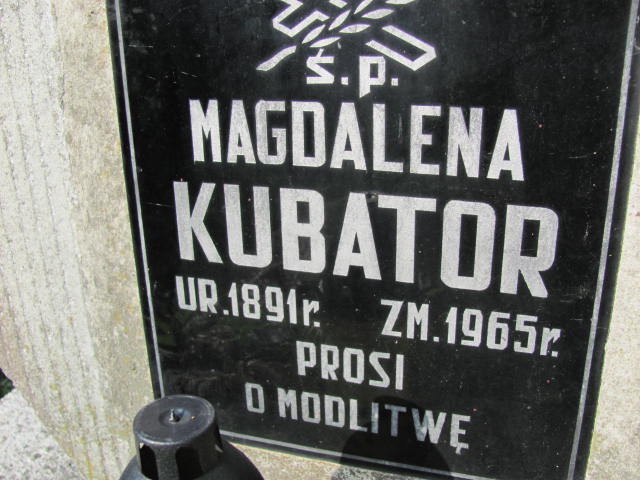 Ś.P.
MAGDALENA
KUBATOR
UR.1891r. ZM.1965r.
PROSI
O MODLITWĘ